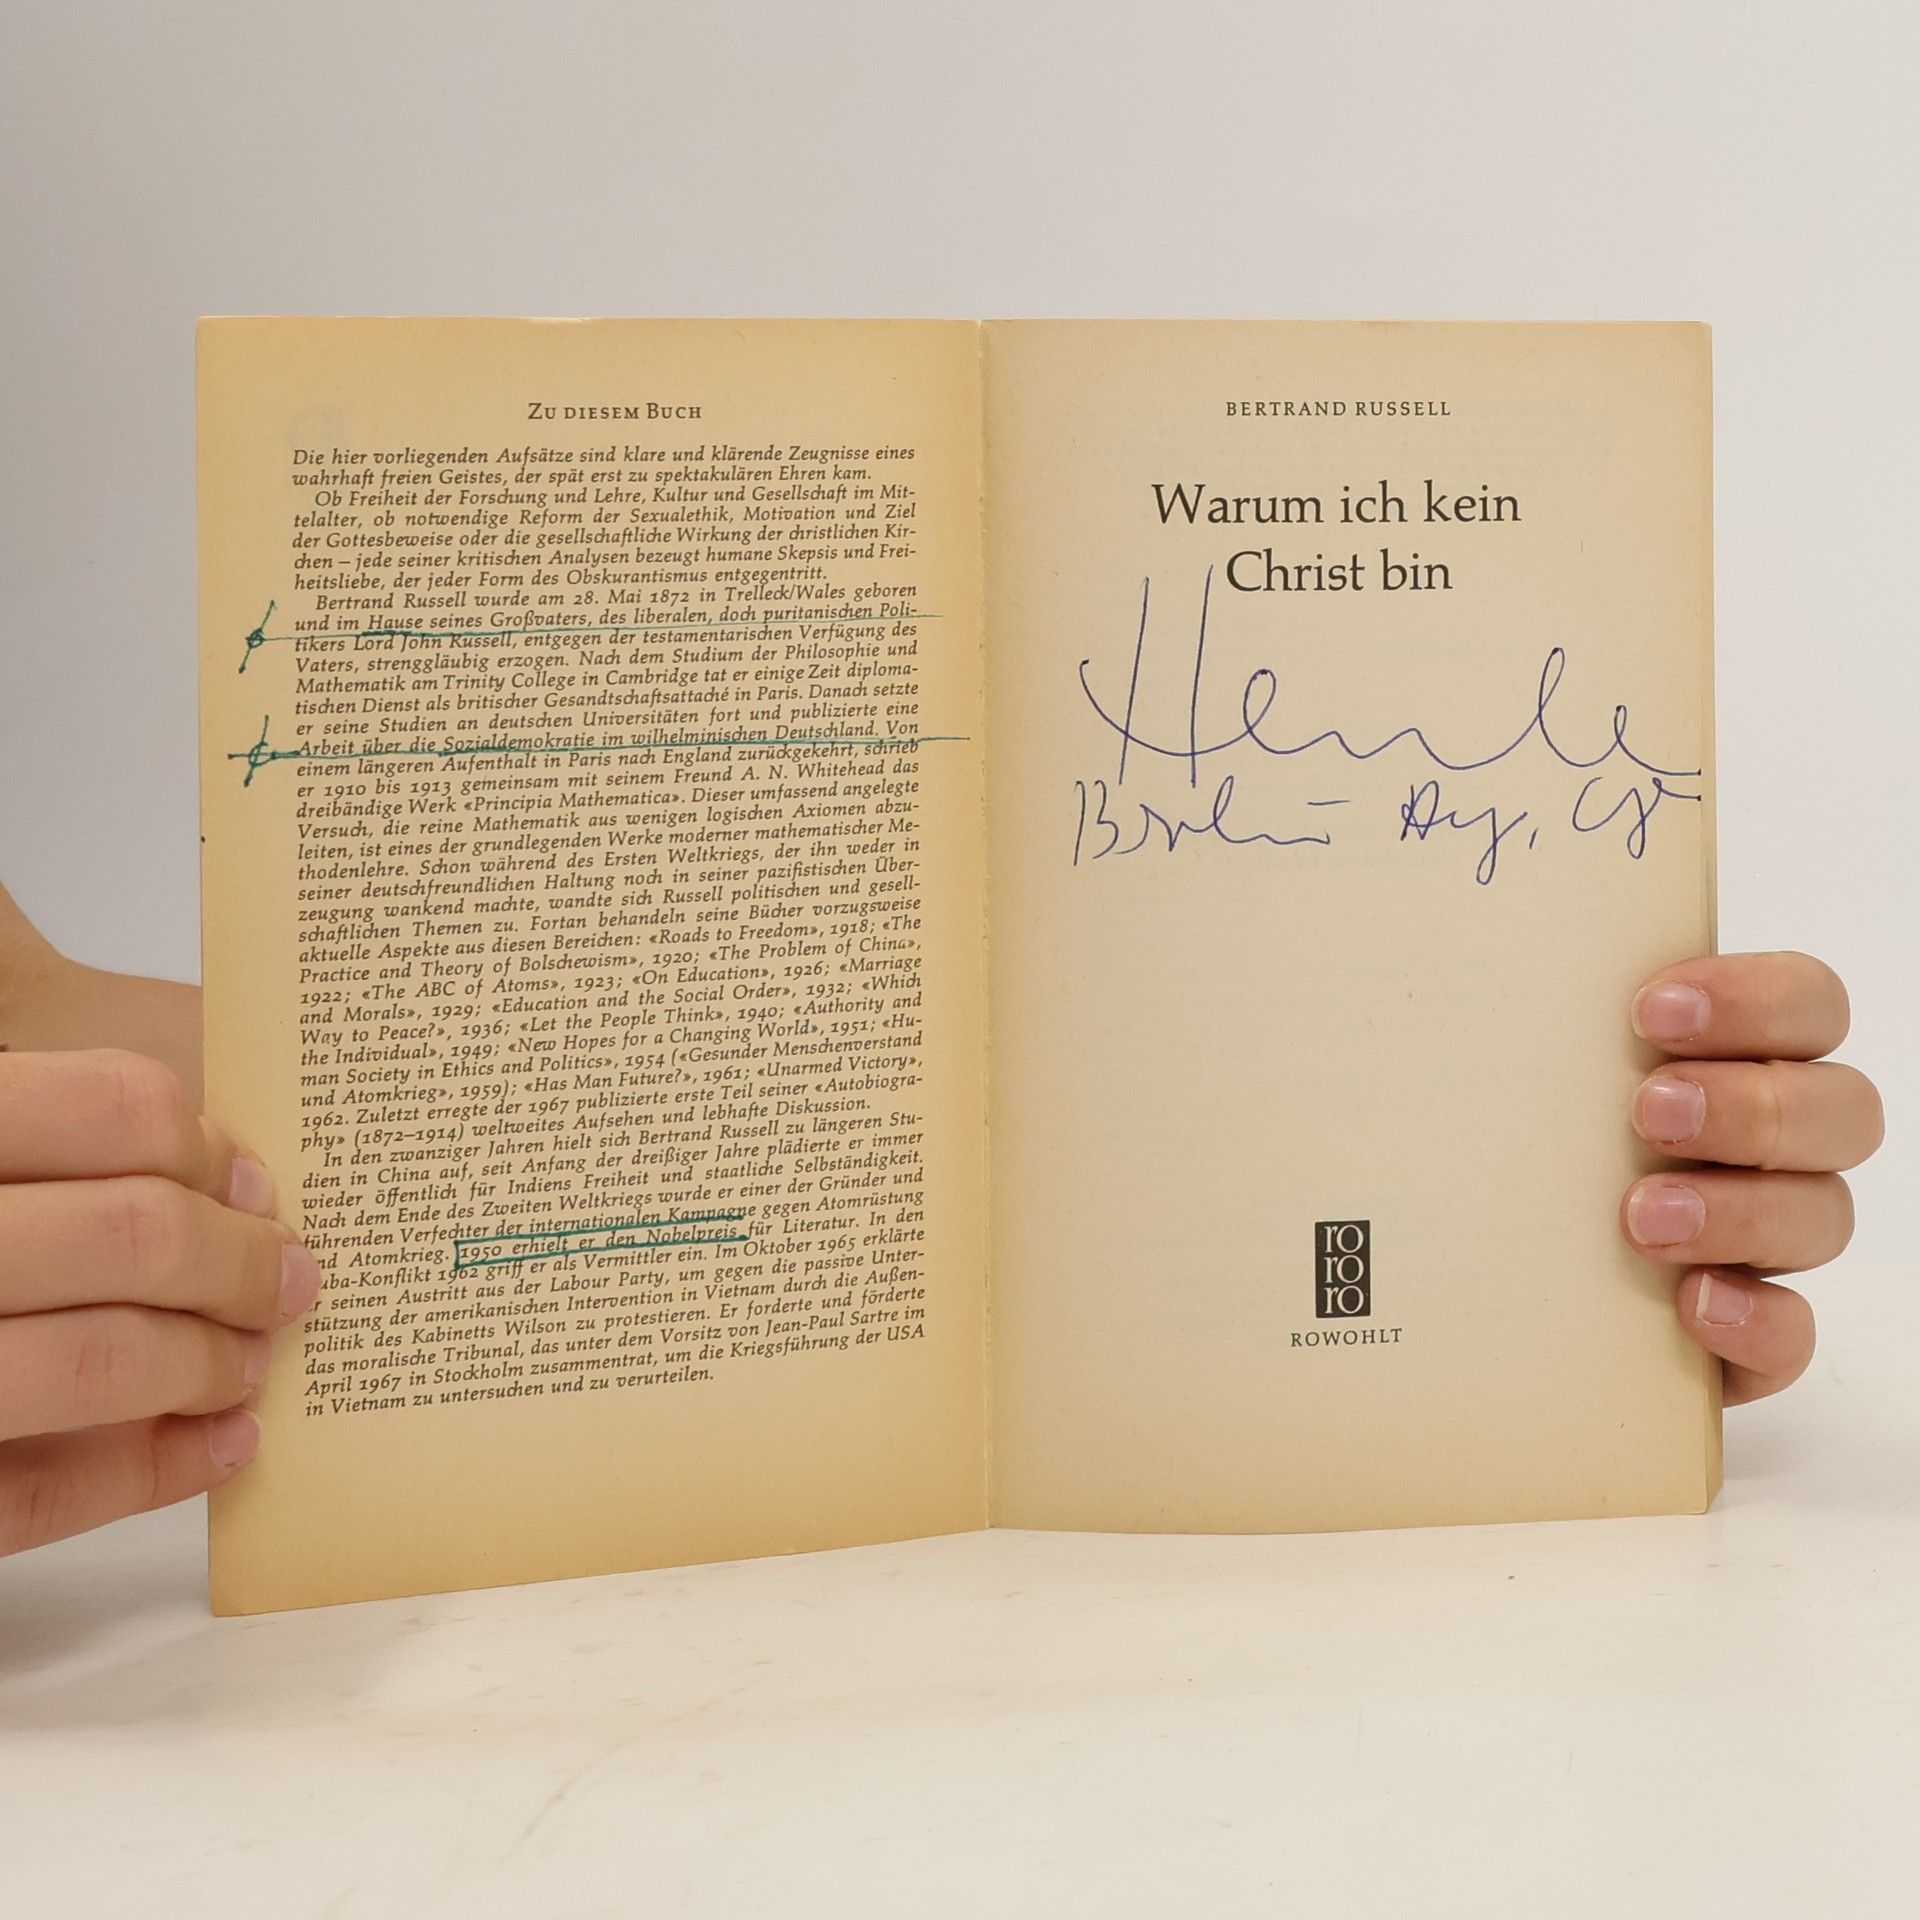 ZU DIESEM BUCH
Die hier vorliegenden Aufsätze sind klare und klärende Zeugnisse eines
wahrhaft freien Geistes, der spät erst zu spektakulären Ehren kam.
Ob Freiheit der Forschung und Lehre, Kultur und Gesellschaft im Mit-
telalter, ob notwendige Reform der Sexualethik, Motivation und Ziel
der Gottesbeweise oder die gesellschaftliche Wirkung der christlichen Kir-
chen – jede seiner kritischen Analysen bezeugt humane Skepsis und Frei-
heitsliebe, der jeder Form des Obskurantismus entgegentritt.
Bertrand Russell wurde am 28. Mai 1872 in Trelleck/Wales geboren
und im Hause seines Großvaters, des liberalen, doch puritanischen Poli-
tikers Lord John Russell, entgegen der testamentarischen Verfügung des
Vaters, strenggläubig erzogen. Nach dem Studium der Philosophie und
Mathematik am Trinity College in Cambridge tat er einige Zeit diploma-
tischen Dienst als britischer Gesandtschaftsattaché in Paris. Danach setzte
er seine Studien an deutschen Universitäten fort und publizierte eine
Arbeit über die Sozialdemokratie im wilhelminischen Deutschland. Von
einem längeren Aufenthalt in Paris nach England zurückgekehrt, schrieb
er 1910 bis 1913 gemeinsam mit seinem Freund A. N. Whitehead das
dreibändige Werk «Principia Mathematica». Dieser umfassend angelegte
Versuch, die reine Mathematik aus wenigen logischen Axiomen abzu-
leiten, ist eines der grundlegenden Werke moderner mathematischer Me-
thodenlehre. Schon während des Ersten Weltkriegs, der ihn weder in
seiner deutschfreundlichen Haltung noch in seiner pazifistischen Über-
zeugung wankend machte, wandte sich Russell politischen und gesell-
schaftlichen Themen zu. Fortan behandeln seine Bücher vorzugsweise
aktuelle Aspekte aus diesen Bereichen: «Roads to Freedom», 1918; «The
Practice and Theory of Bolschewism», 1920; «The Problem of China»,
1922; «The ABC of Atoms», 1923; «On Education», 1926; «Marriage
and Morals», 1929; «Education and the Social Order», 1932; «Which
Way to Peace?», 1936; «Let the People Think», 1940; «Authority and
the Individual», 1949; «New Hopes for a Changing World», 1951; «Hu-
man Society in Ethics and Politics», 1954 («Gesunder Menschenverstand
und Atomkrieg», 1959); «Has Man Future?», 1961; «Unarmed Victory»,
1962. Zuletzt erregte der 1967 publizierte erste Teil seiner «Autobiogra-
phy» (1872–1914) weltweites Aufsehen und lebhafte Diskussion.
In den zwanziger Jahren hielt sich Bertrand Russell zu längeren Stu-
dien in China auf, seit Anfang der dreißiger Jahre plädierte er immer
wieder öffentlich für Indiens Freiheit und staatliche Selbständigkeit.
Nach dem Ende des Zweiten Weltkriegs wurde er einer der Gründer und
führenden Verfechter der internationalen Kampagne gegen Atomrüstung
nd Atomkrieg. 1950 erhielt er den Nobelpreis für Literatur. In den
uba-Konflikt 1962 griff er als Vermittler ein. Im Oktober 1965 erklärte
r seinen Austritt aus der Labour Party, um gegen die passive Unter-
stützung der amerikanischen Intervention in Vietnam durch die Außen-
politik des Kabinetts Wilson zu protestieren. Er forderte und förderte
das moralische Tribunal, das unter dem Vorsitz von Jean-Paul Sartre im
April 1967 in Stockholm zusammentrat, um die Kriegsführung der USA
in Vietnam zu untersuchen und zu verurteilen.
BERTRAND RUSSELL
Warum ich kein
Christ bin
Berlin
ro
ro
ro
ROWOHLT